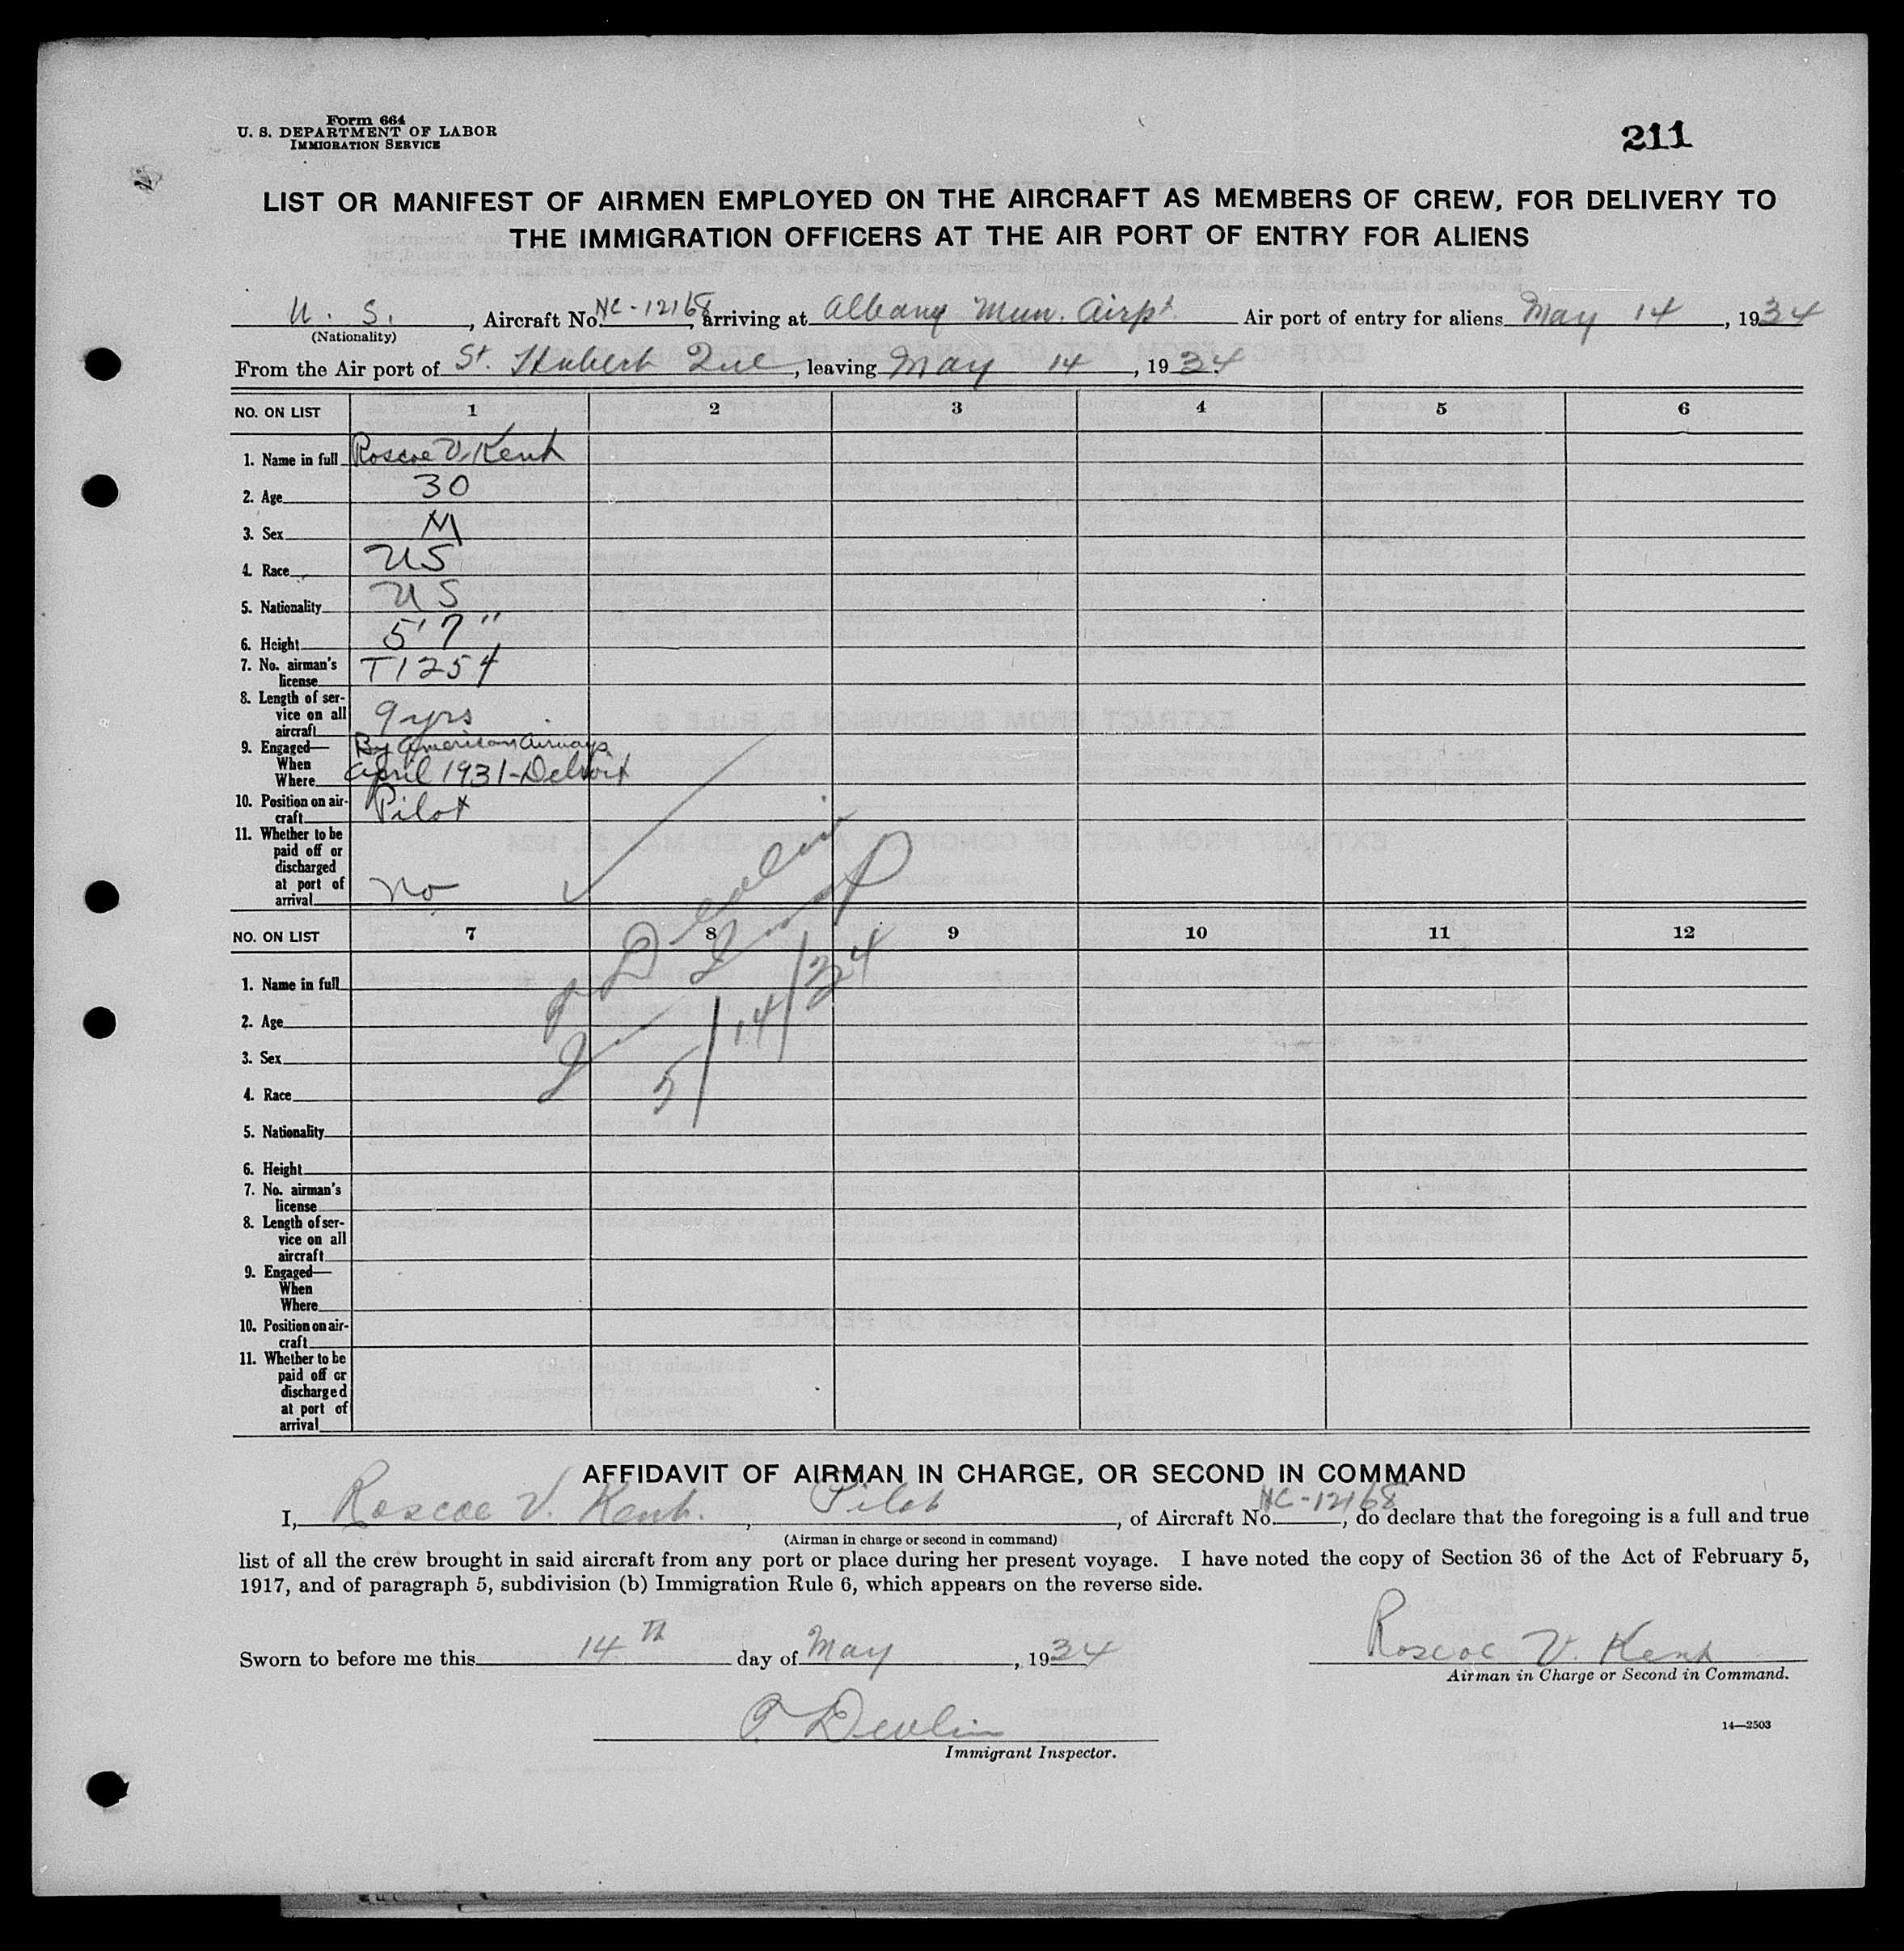 Form 664
U. S. DEPARTMENT OF LABOR
IMMIGRATION SERVICE
211
LIST OR MANIFEST OF AIRMEN EMPLOYED ON THE AIRCRAFT AS MEMBERS OF CREW, FOR DELIVERY TO
THE IMMIGRATION OFFICERS AT THE AIR PORT OF ENTRY FOR ALIENS
U. S., Aircraft No. NC-12168, arriving at Albany Mun. Airpt. Air port of entry for aliens May 14, 1934
(Nationality)
From the Air port of St. Hubert Que, leaving May 14, 1934
NO. ON LIST 1 2 3 4 5 6
1. Name in full Roscoe V. Kent
2. Age 30
3. Sex M
4. Race US
5. Nationality US
6. Height 5'7"
7. No. airman's
license T1254
8. Length of ser-
vice on all
aircraft 9 yrs
9. Engaged— By American Airways
When
Where April 1931-Detroit
10. Position on air-
craft Pilot
11. Whether to be
paid off or
discharged
at port of
arrival No
NO. ON LIST 7 8 9 10 11 12
1. Name in full
2. Age
3. Sex
4. Race
5. Nationality
6. Height
7. No. airman's
license
8. Length of ser-
vice on all
aircraft
9. Engaged—
When
Where
10. Position on air-
craft
11. Whether to be
paid off or
discharged
at port of
arrival
P Devlin
5/14/34
AFFIDAVIT OF AIRMAN IN CHARGE, OR SECOND IN COMMAND
I, Roscoe V. Kent, Pilot, of Aircraft No. NC-12168, do declare that the foregoing is a full and true
(Airman in charge or second in command)
list of all the crew brought in said aircraft from any port or place during her present voyage. I have noted the copy of Section 36 of the Act of February 5,
1917, and of paragraph 5, subdivision (b) Immigration Rule 6, which appears on the reverse side.
Sworn to before me this 14th day of May, 1934
Roscoe V. Kent
Airman in Charge or Second in Command.
P. Devlin
Immigrant Inspector.
14—2503